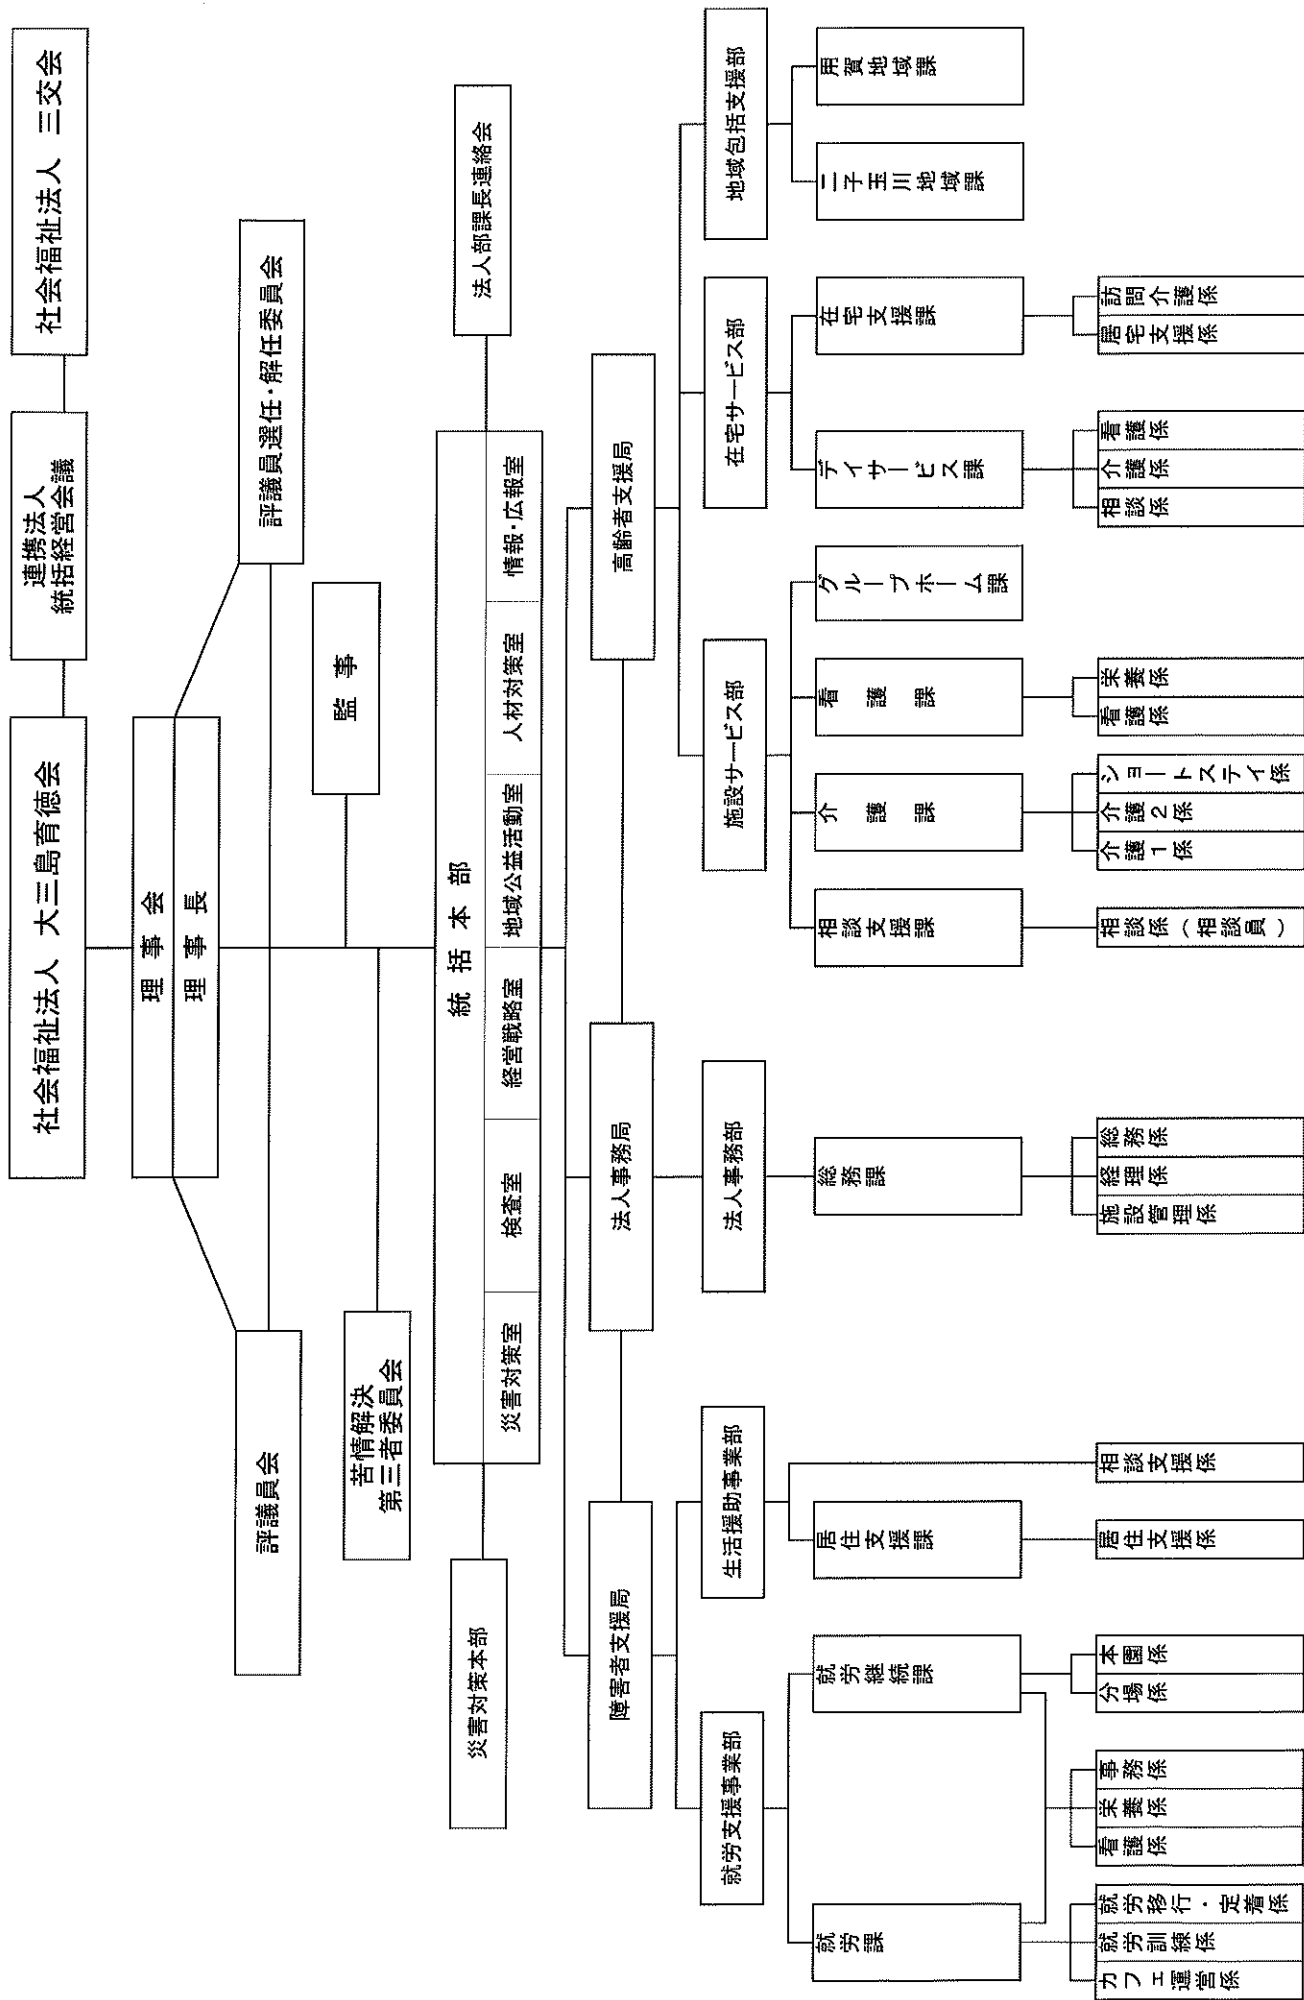 社会福祉法人 大三島育徳会
連携法人
統括経営会議
社会福祉法人 三交会
理事会
理事長
評議員会
評議員選任・解任委員会
監事
苦情解決
第三者委員会
災害対策本部
統括本部
災害対策室
検査室
経営戦略室
地域公益活動室
人材対策室
情報・広報室
法人部課長連絡会
障害者支援局
法人事務局
高齢者支援局
就労支援事業部
生活援助事業部
法人事務部
施設サービス部
在宅サービス部
地域包括支援部
就労課
就労継続課
居住支援課
総務課
相談支援課
介護課
看護課
グループホーム課
デイサービス課
在宅支援課
二子玉川地域課
用賀地域課
カフェ運営係
就労訓練係
就労移行・定着係
看護係
栄養係
事務係
分場係
本園係
居住支援係
相談支援係
施設管理係
経理係
総務係
相談係(相談員)
介護1係
介護2係
ショートステイ係
看護係
栄養係
相談係
介護係
看護係
居宅支援係
訪問介護係